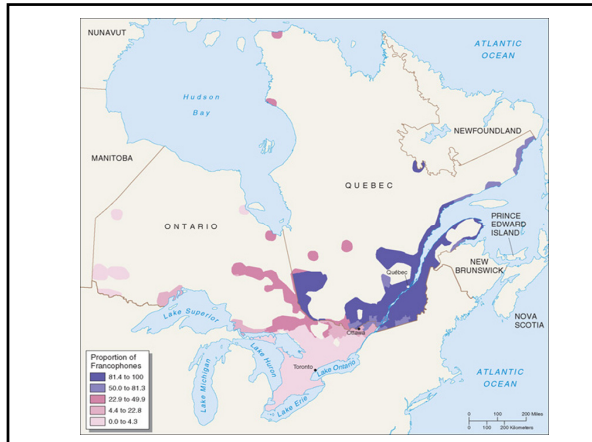 NUNAVUT
ATLANTIC
OCEAN
Hudson
Bay
NEWFOUNDLAND
MANITOBA
QUEBEC
ONTARIO
PRINCE
EDWARD
ISLAND
Québec
NEW
BRUNSWICK
NOVA
SCOTIA
Lake Superior
Ottawa
Lake Huron
Lake Michigan
Toronto
Lake Ontario
Lake Erie
ATLANTIC
OCEAN
Proportion of
Francophones
81.4 to 100
50.0 to 81.3
22.9 to 49.9
4.4 to 22.8
0.0 to 4.3
0 100 200 Miles
0 100 200 Kilometers